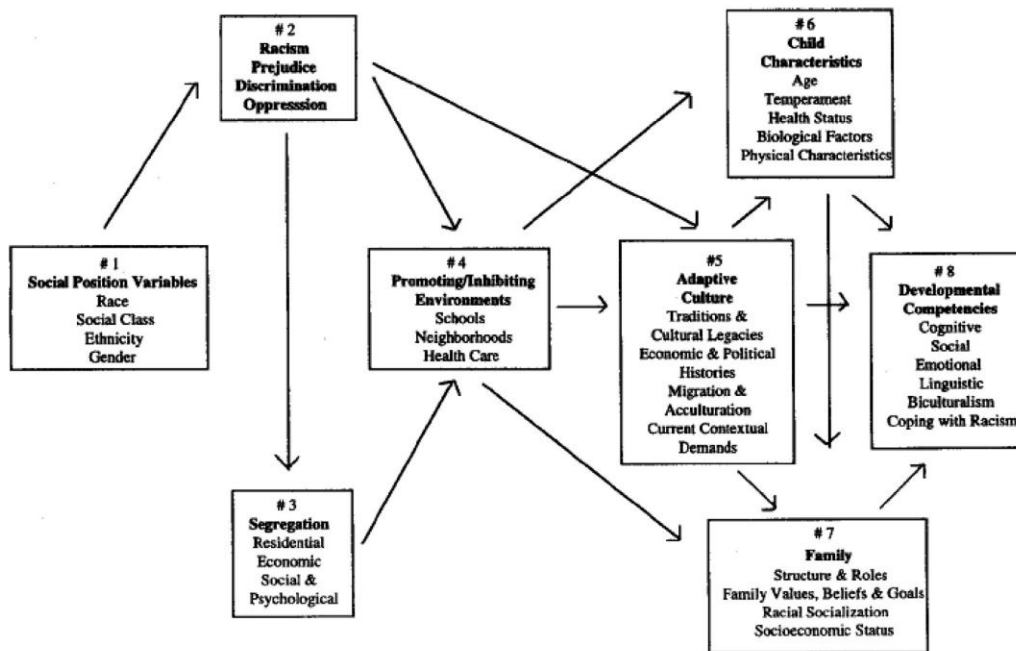 # 2
Racism
Prejudice
Discrimination
Oppresssion
#6
Child
Characteristics
Age
Temperament
Health Status
Biological Factors
Physical Characteristics
# 1
Social Position Variables
Race
Social Class
Ethnicity
Gender
# 4
Promoting/Inhibiting
Environments
Schools
Neighborhoods
Health Care
#5
Adaptive
Culture
Traditions &
Cultural Legacies
Economic & Political
Histories
Migration &
Acculturation
Current Contextual
Demands
# 8
Developmental
Competencies
Cognitive
Social
Emotional
Linguistic
Biculturalism
Coping with Racism
# 3
Segregation
Residential
Economic
Social &
Psychological
# 7
Family
Structure & Roles
Family Values, Beliefs & Goals
Racial Socialization
Socioeconomic Status